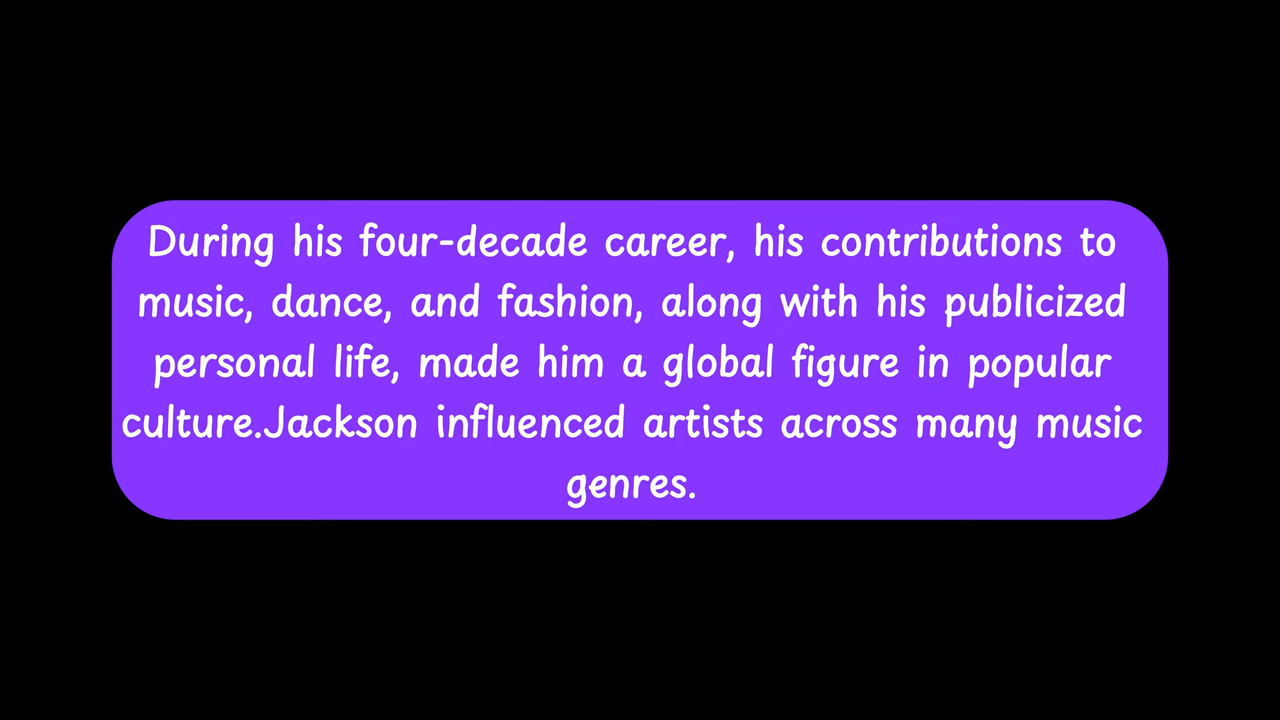 During his four-decade career, his contributions to
music, dance, and fashion, along with his publicized
personal life, made him a global figure in popular
culture.Jackson influenced artists across many music
genres.